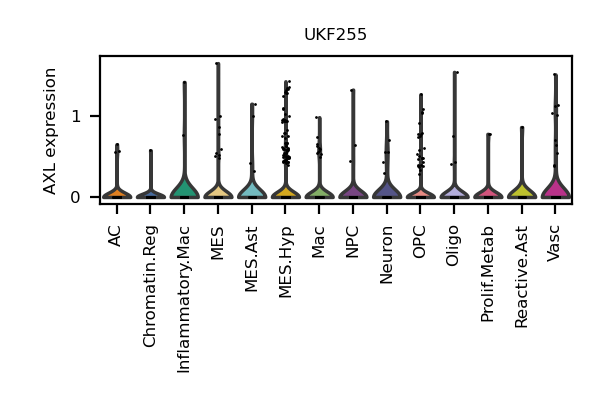 UKF255
AXL expression
1
0
AC
Chromatin.Reg
Inflammatory.Mac
MES
MES.Ast
MES.Hyp
Mac
NPC
Neuron
OPC
Oligo
Prolif.Metab
Reactive.Ast
Vasc